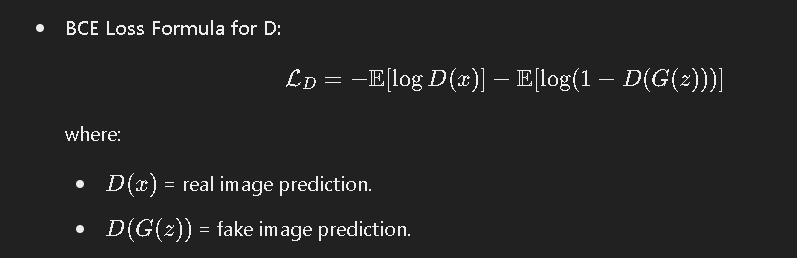 • BCE Loss Formula for D:
ℒ_D = −𝔼[log D(x)] − 𝔼[log(1 − D(G(z)))]
where:
• D(x) = real image prediction.
• D(G(z)) = fake image prediction.